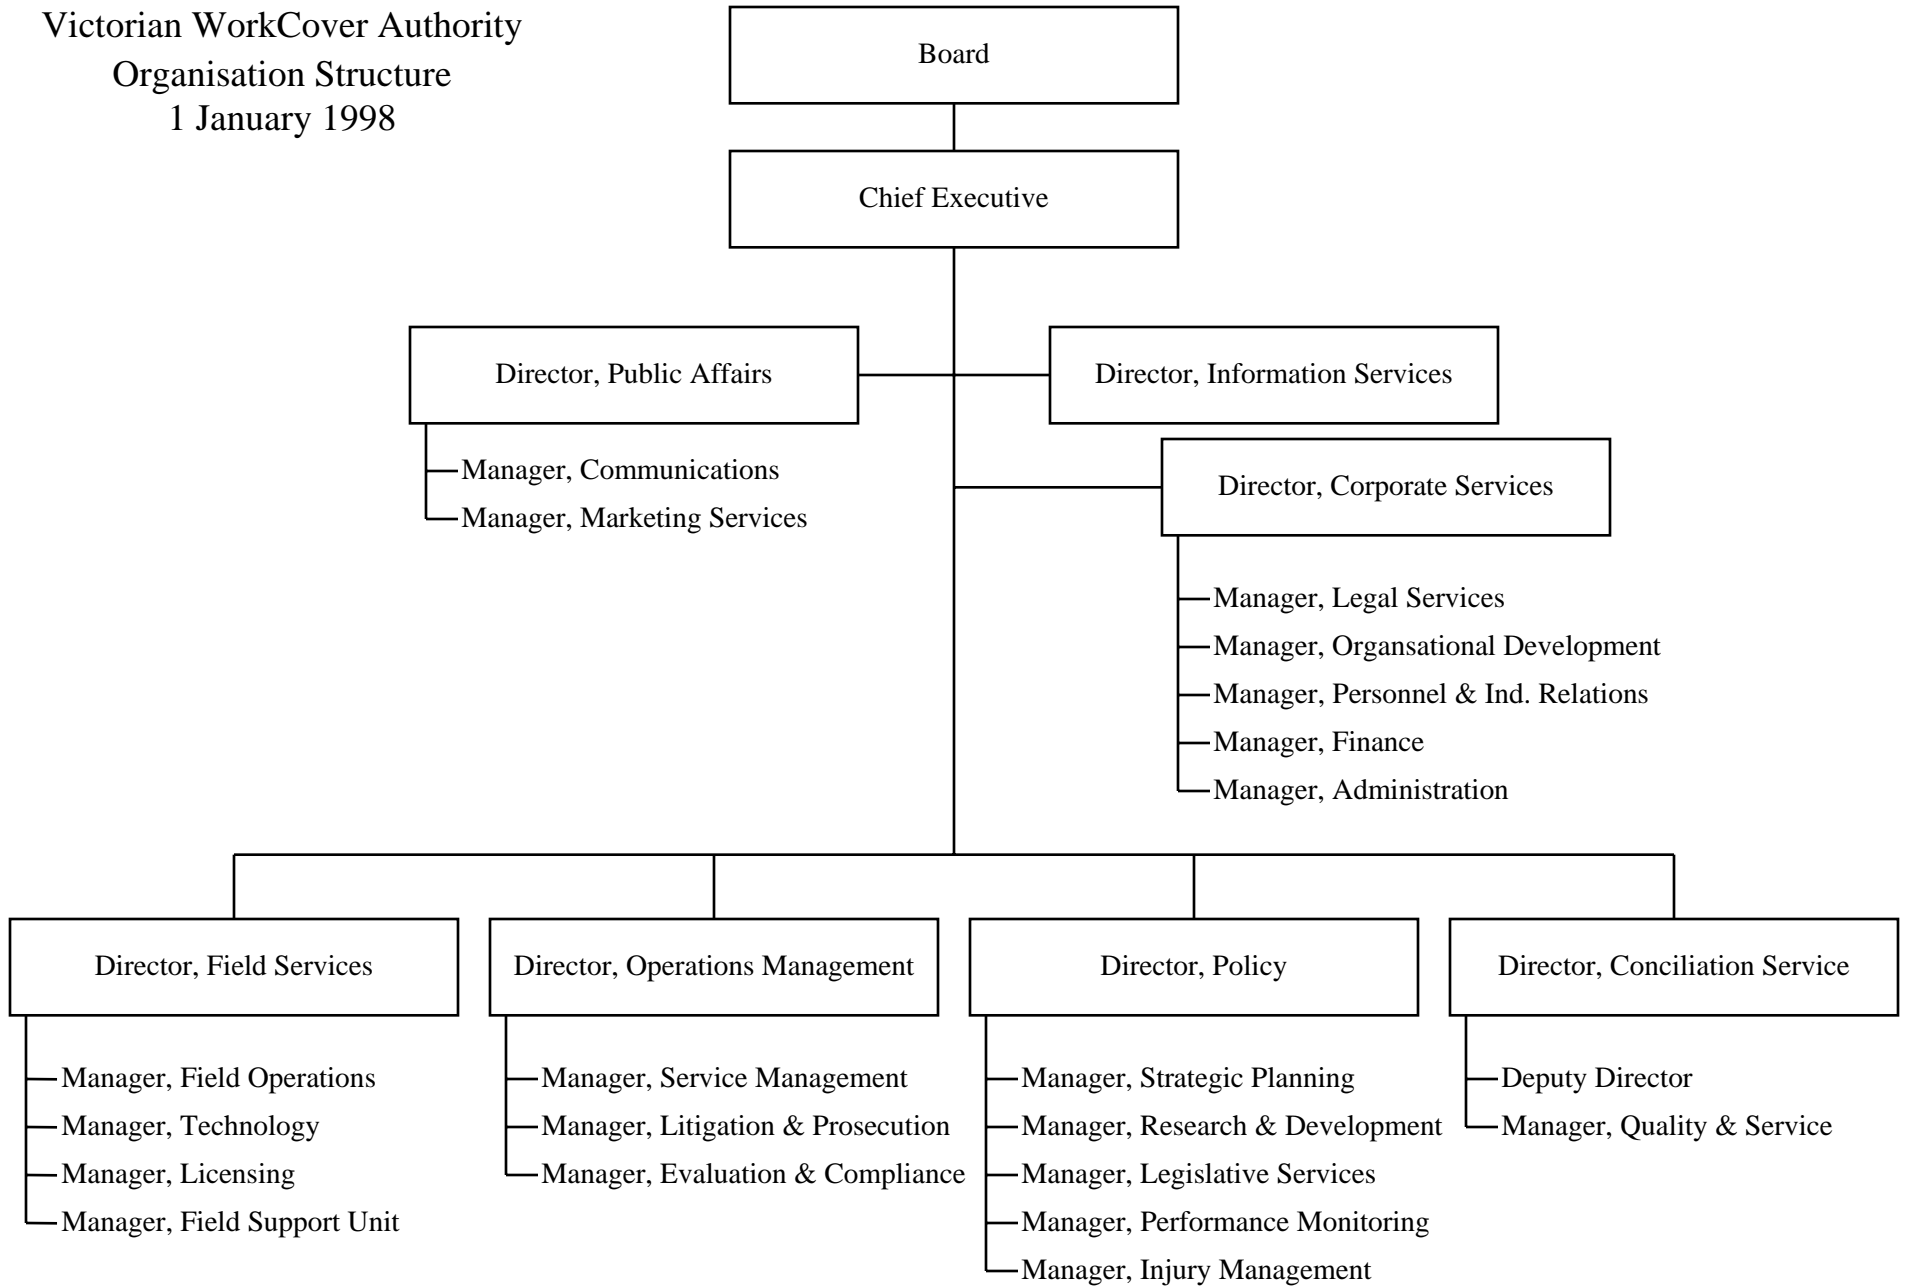 Victorian WorkCover Authority
Organisation Structure
1 January 1998
Board
Chief Executive
Director, Public Affairs
Manager, Communications
Manager, Marketing Services
Director, Information Services
Director, Corporate Services
Manager, Legal Services
Manager, Organsational Development
Manager, Personnel & Ind. Relations
Manager, Finance
Manager, Administration
Director, Field Services
Manager, Field Operations
Manager, Technology
Manager, Licensing
Manager, Field Support Unit
Director, Operations Management
Manager, Service Management
Manager, Litigation & Prosecution
Manager, Evaluation & Compliance
Director, Policy
Manager, Strategic Planning
Manager, Research & Development
Manager, Legislative Services
Manager, Performance Monitoring
Manager, Injury Management
Director, Conciliation Service
Deputy Director
Manager, Quality & Service